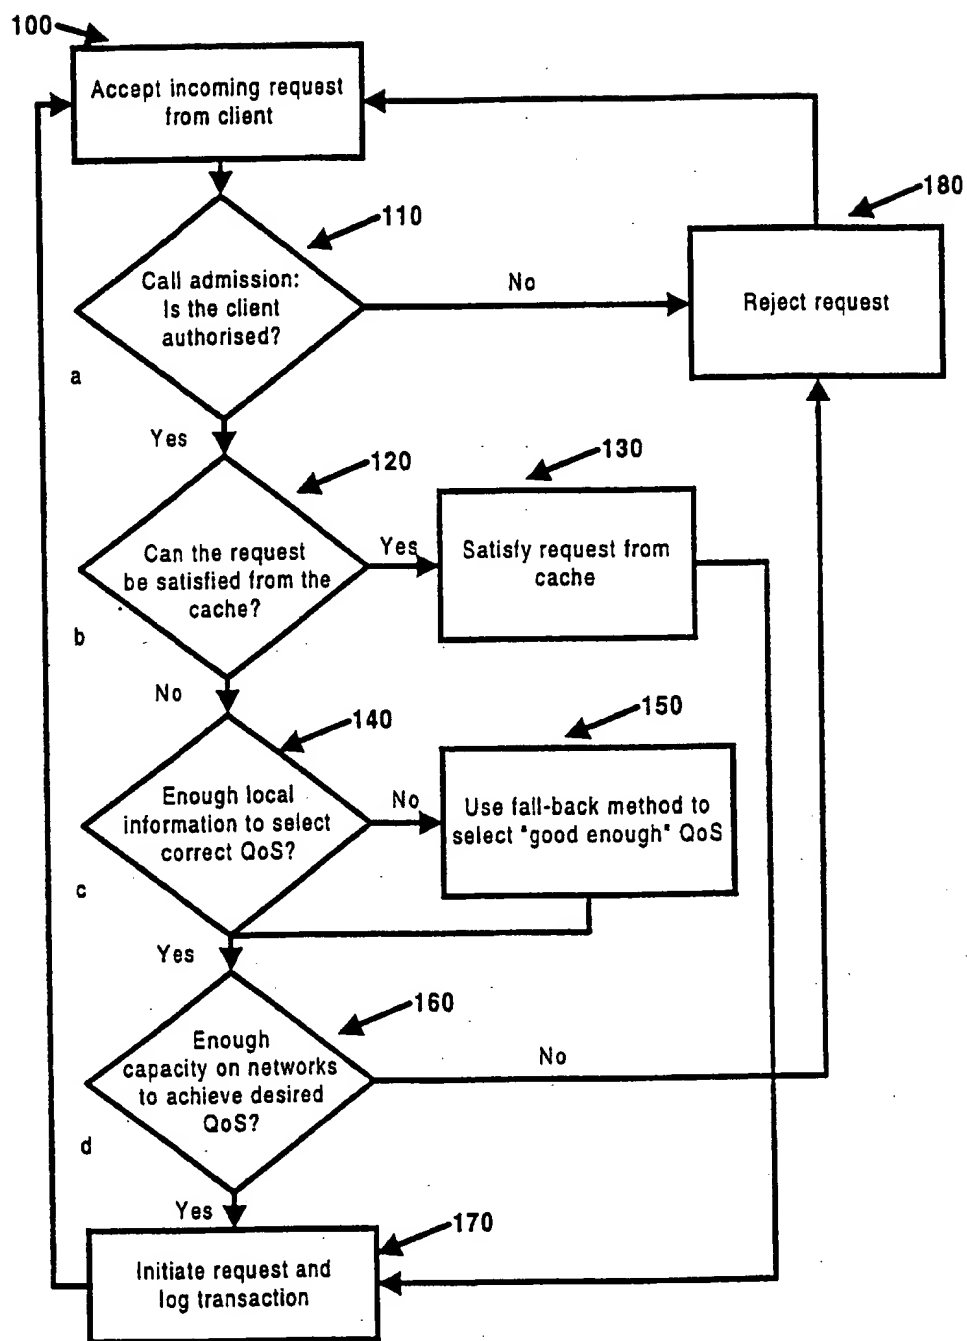 100
Accept incoming request
from client
110
180
Call admission:
Is the client
authorised?
No
Reject request
a
Yes
120
130
Can the request
be satisfied from the
cache?
Yes
Satisfy request from
cache
b
No
140
150
Enough local
information to select
correct QoS?
No
Use fall-back method to
select "good enough" QoS
c
Yes
160
Enough
capacity on networks
to achieve desired
QoS?
No
d
Yes
170
Initiate request and
log transaction